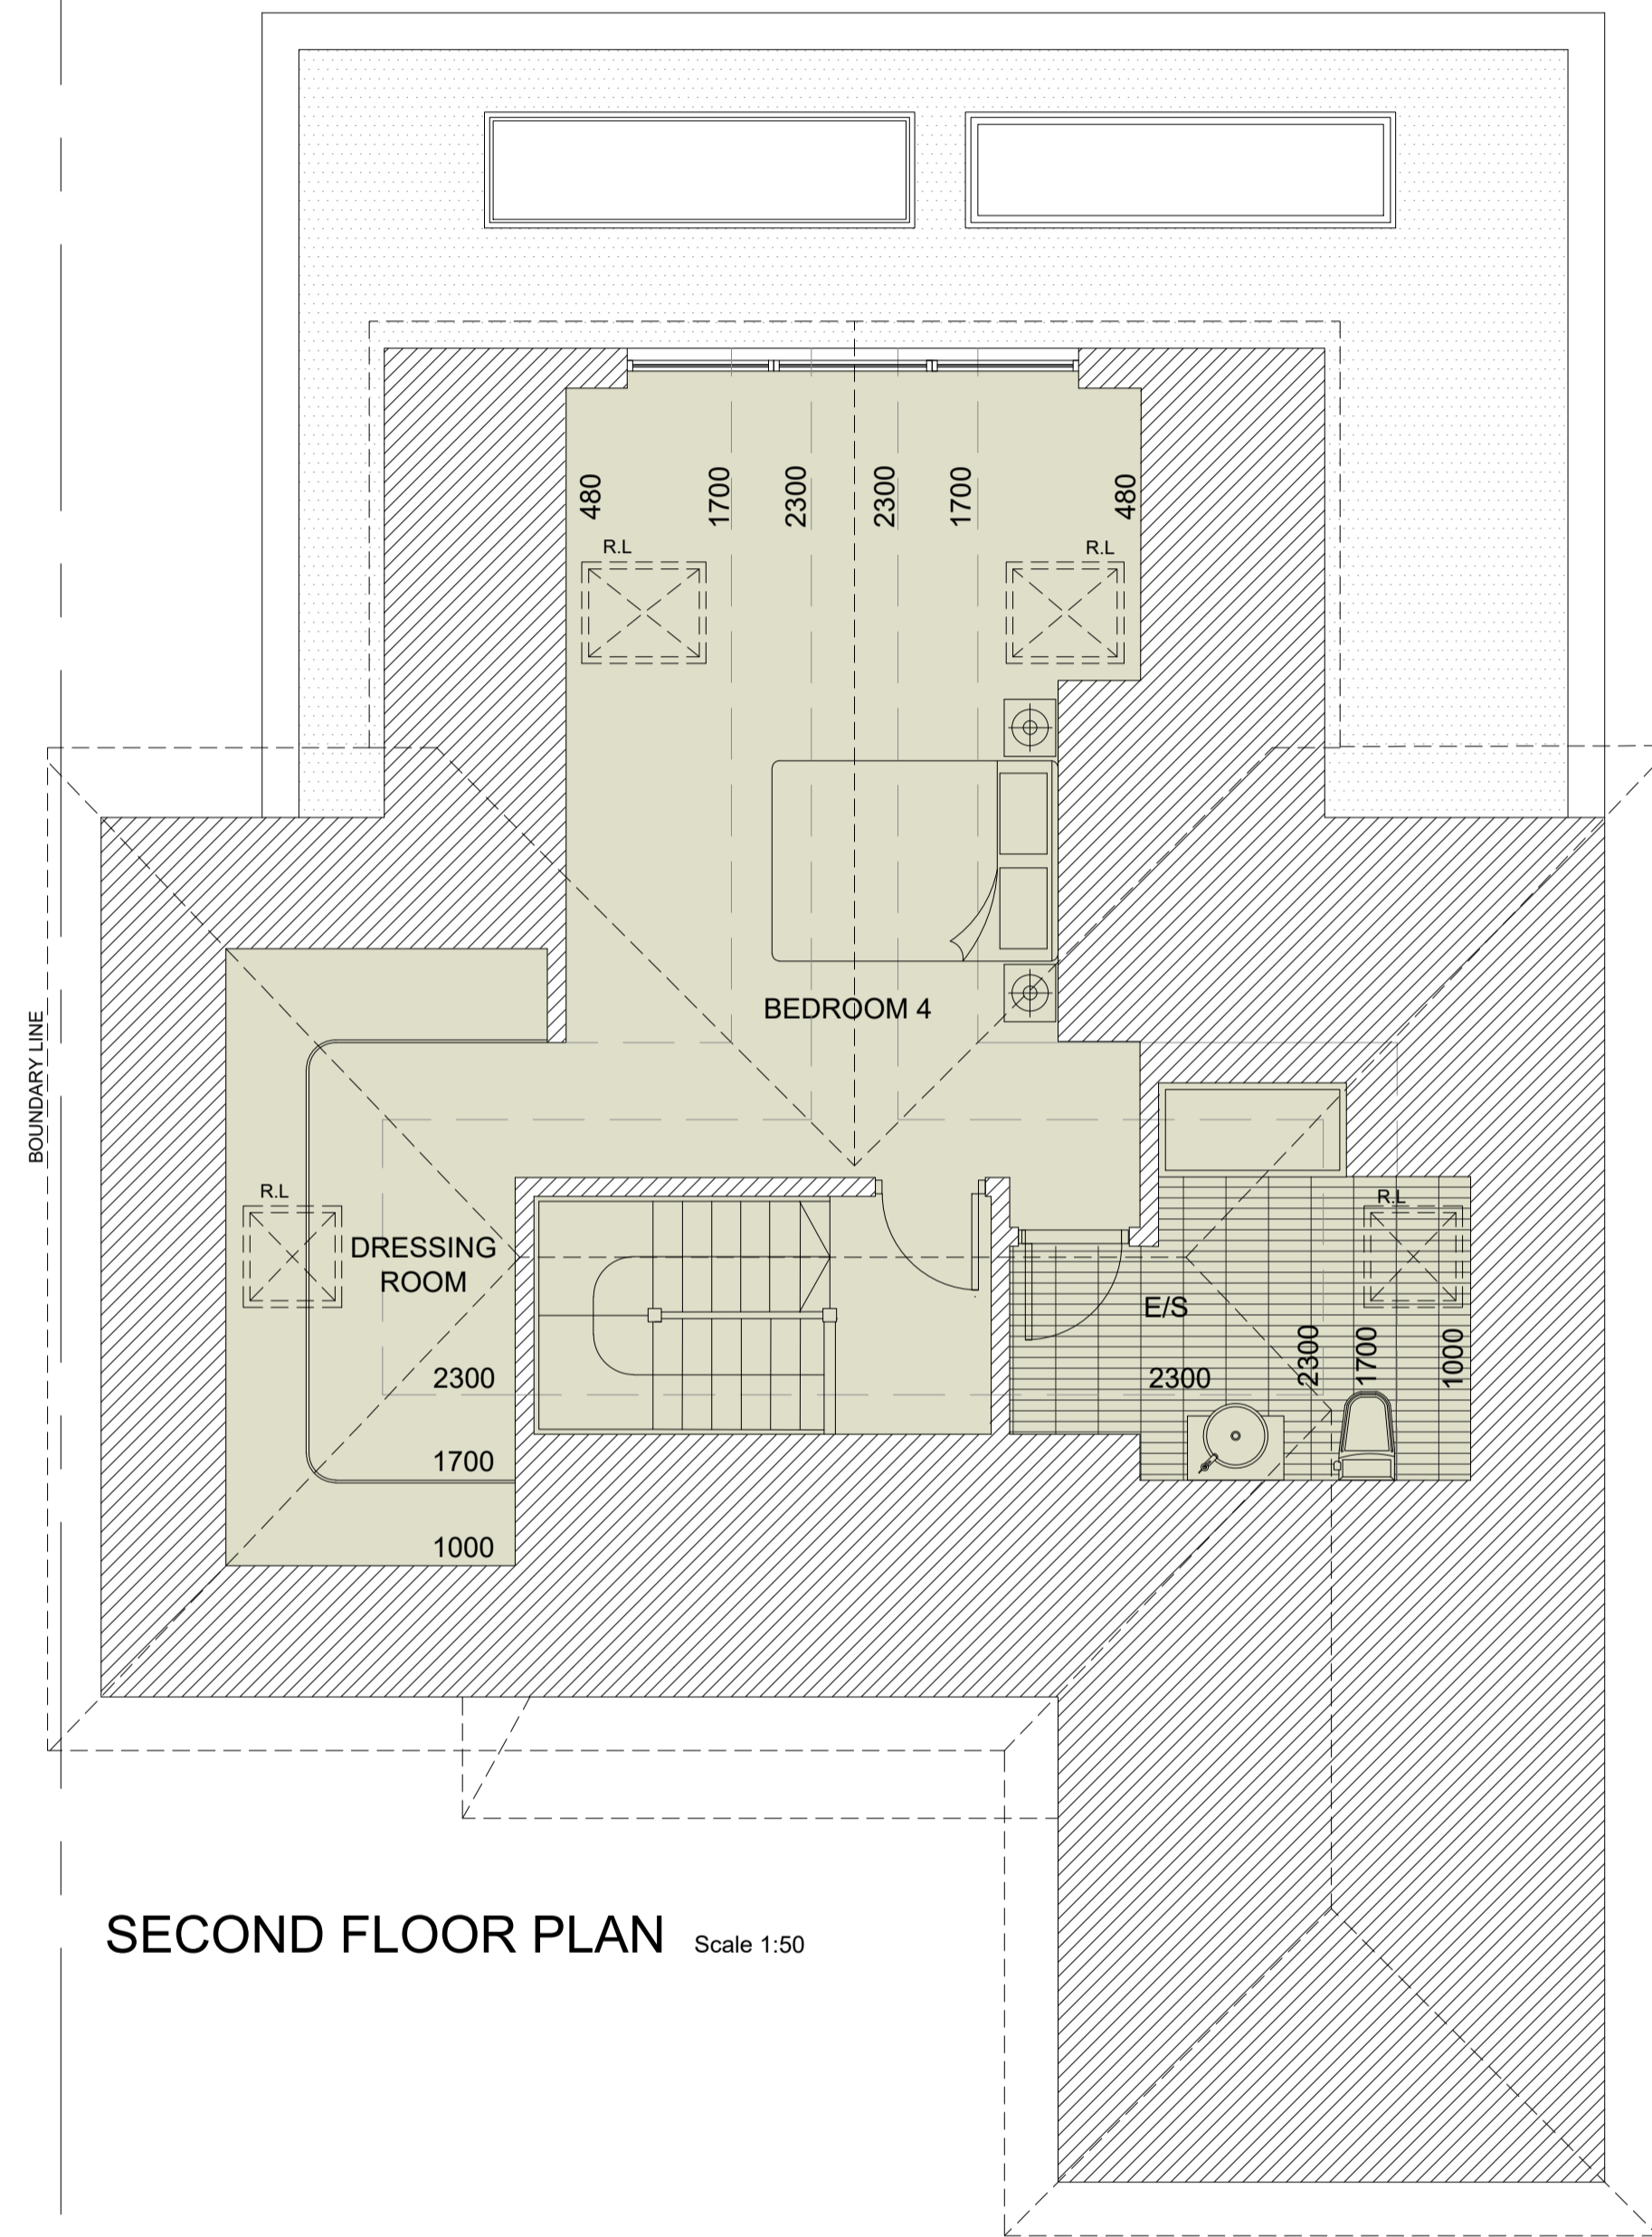 480
1700
2300
2300
1700
480
R.L
R.L
BEDROOM 4
BOUNDARY LINE
R.L
R.L
DRESSING
ROOM
E/S
2300
2300
2300
1700
1000
1700
1000
SECOND FLOOR PLAN Scale 1:50